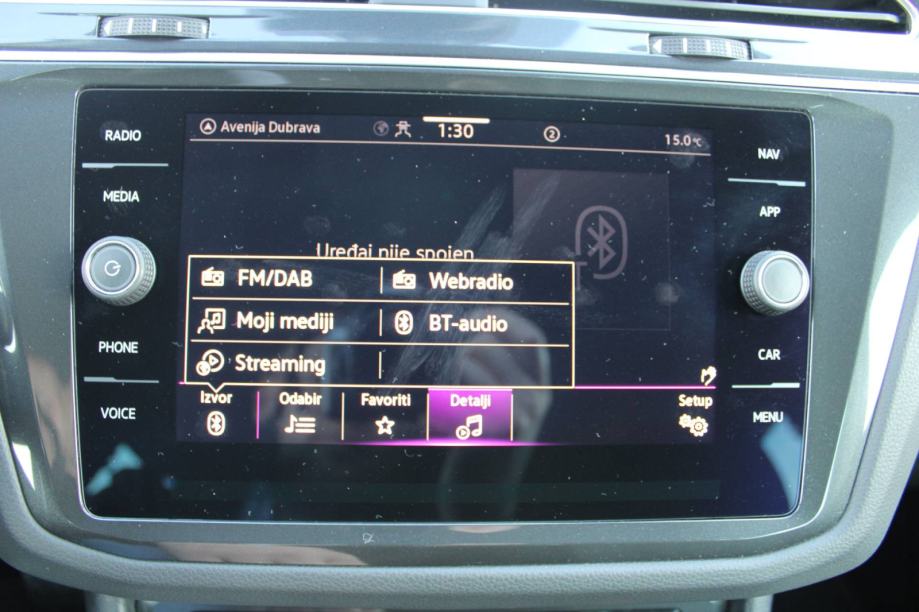 RADIO
MEDIA
PHONE
VOICE
Avenija Dubrava
1:30
2
15.0°C
Uređaj nije spojen
FM/DAB
Webradio
Moji mediji
BT-audio
Streaming
Izvor
Odabir
Favoriti
Detalji
Setup
NAV
APP
CAR
MENU